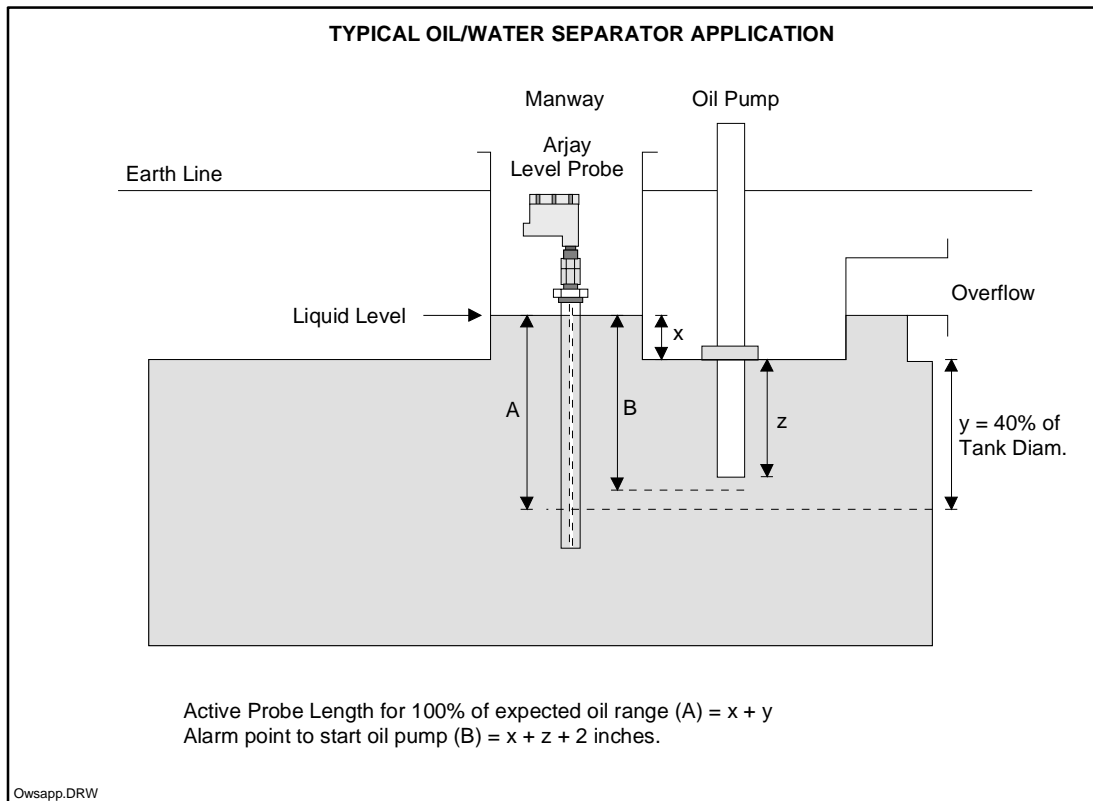 TYPICAL OIL/WATER SEPARATOR APPLICATION
Manway
Oil Pump
Arjay
Level Probe
Earth Line
Overflow
Liquid Level
x
A
B
z
y = 40% of
Tank Diam.
Active Probe Length for 100% of expected oil range (A) = x + y
Alarm point to start oil pump (B) = x + z + 2 inches.
Owsapp.DRW